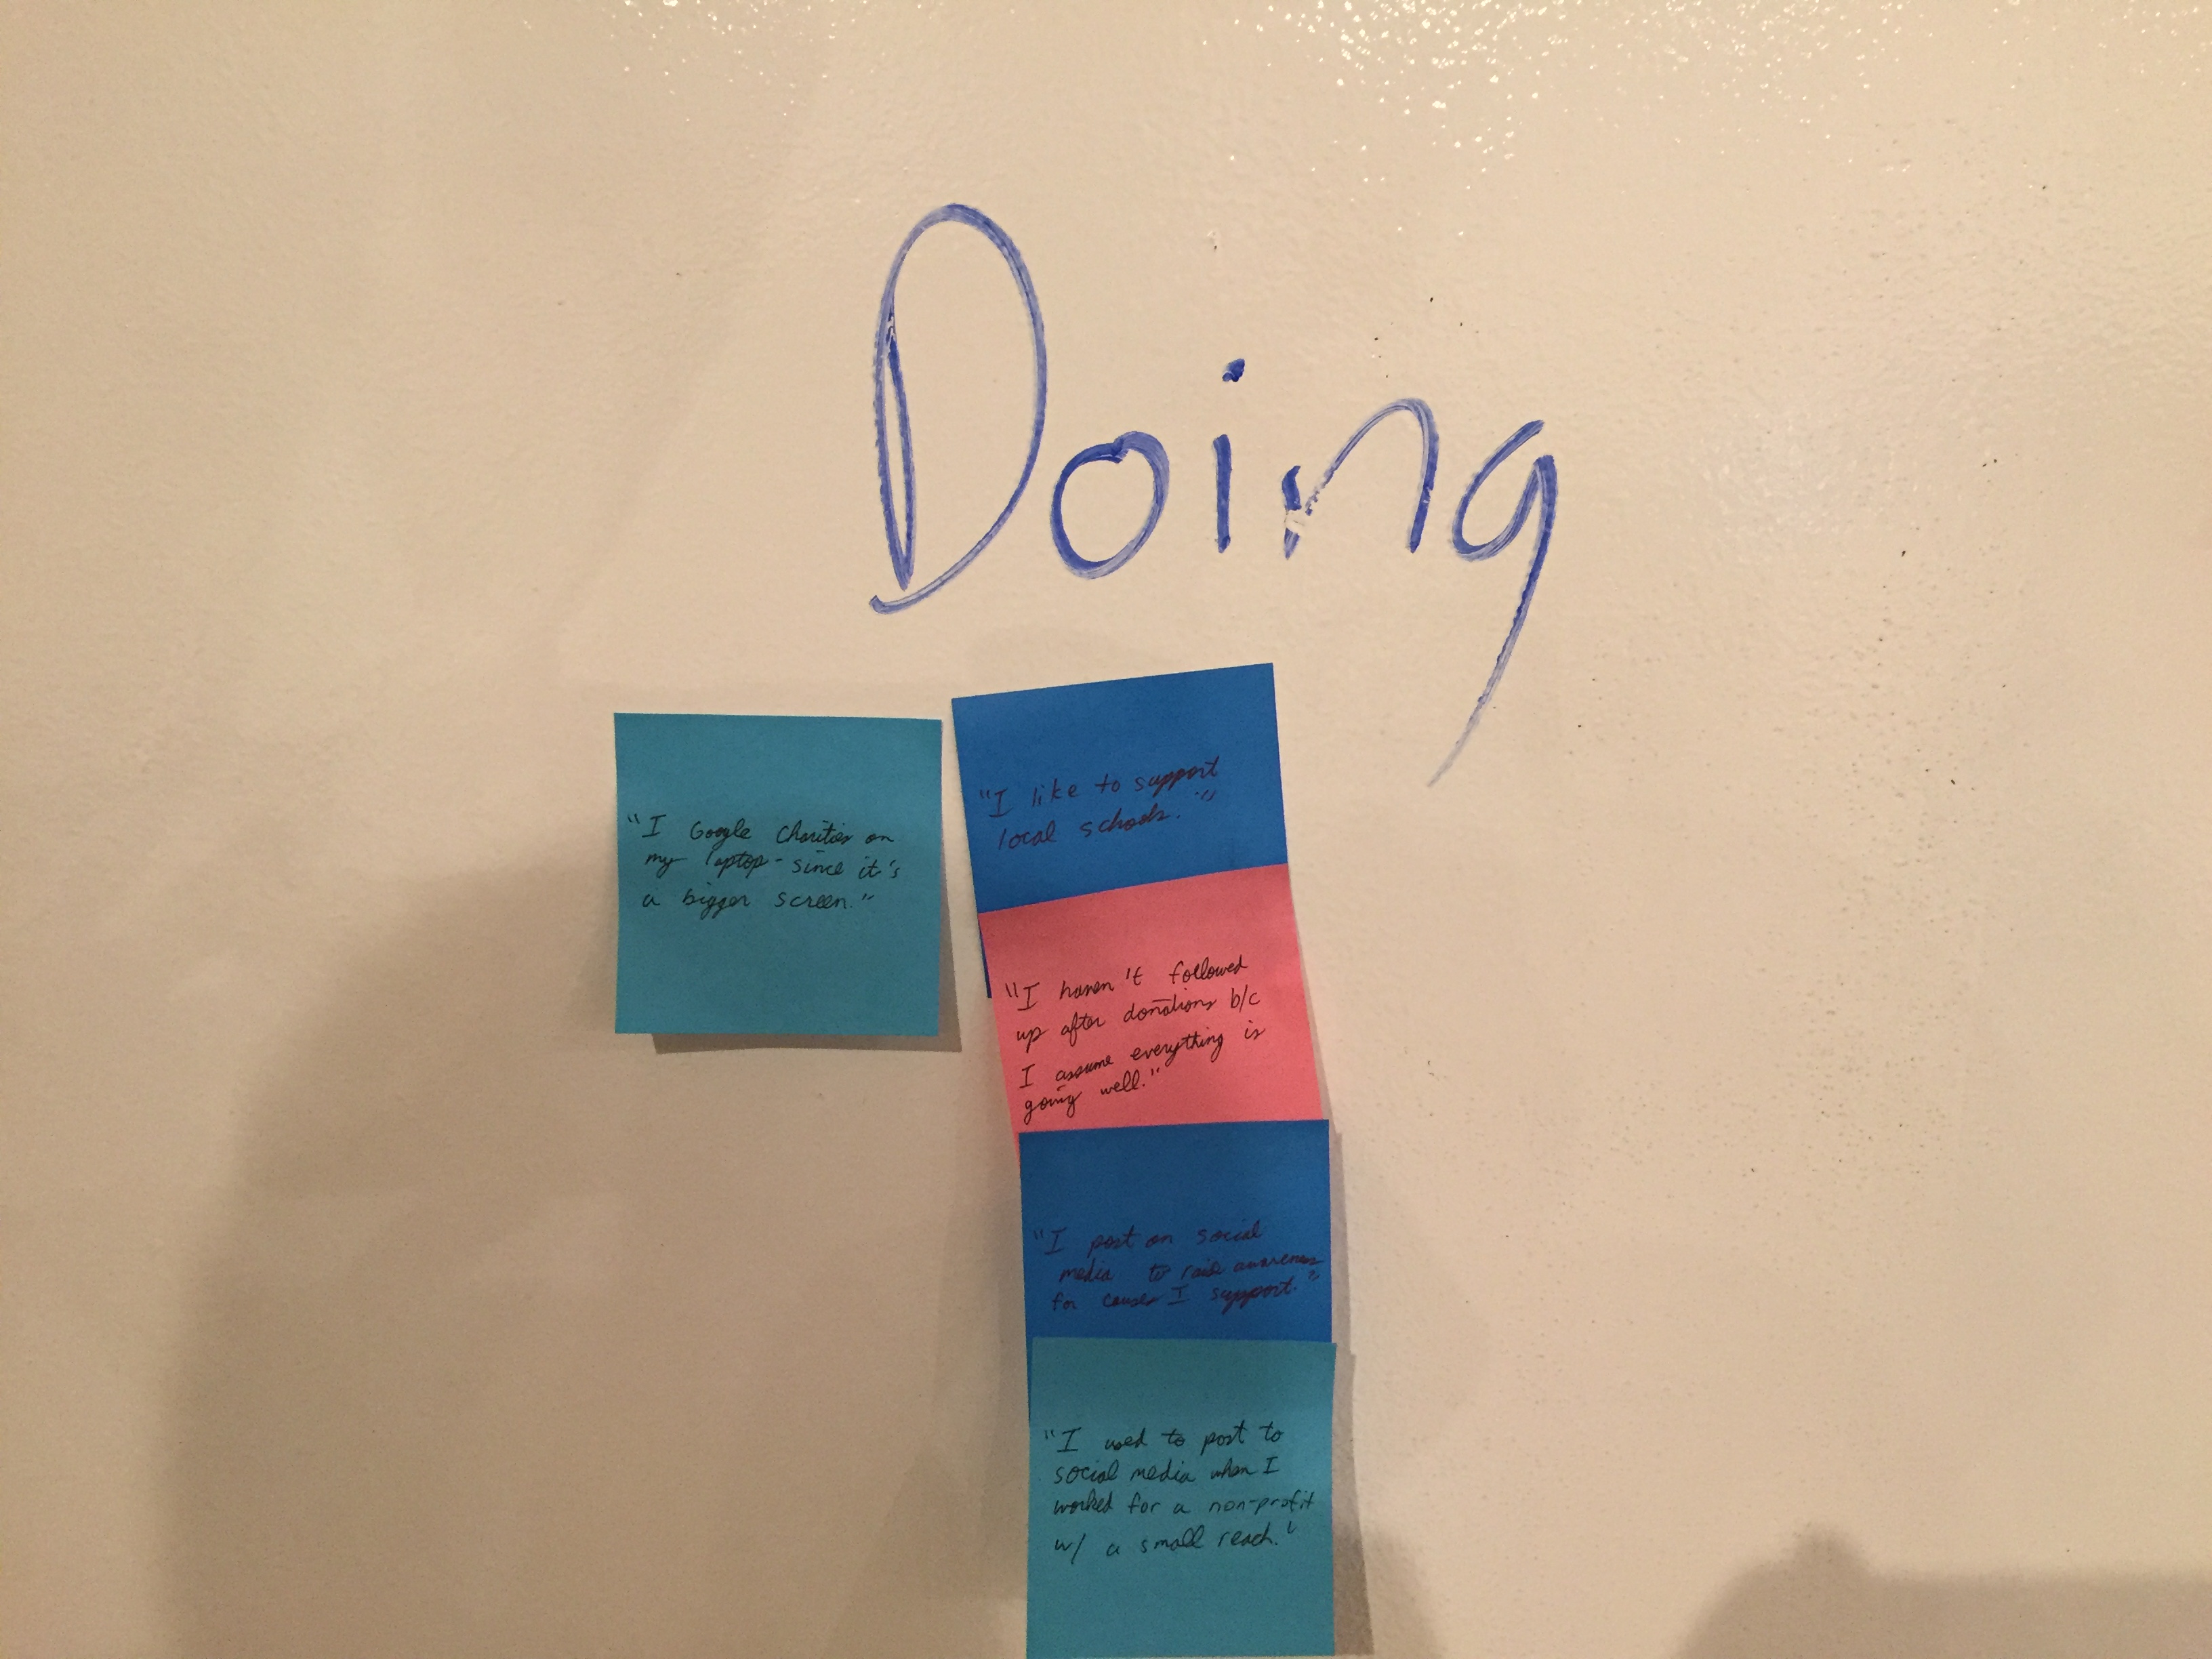 Doing
"I Google Charities on
my laptop - since it's
a bigger screen."
"I like to support
local schools."
"I haven't followed
up after donations b/c
I assume everything is
going well."
"I post on social
media to raise awareness
for causes I support."
"I used to post to
social media when I
worked for a non-profit
w/ a small reach."